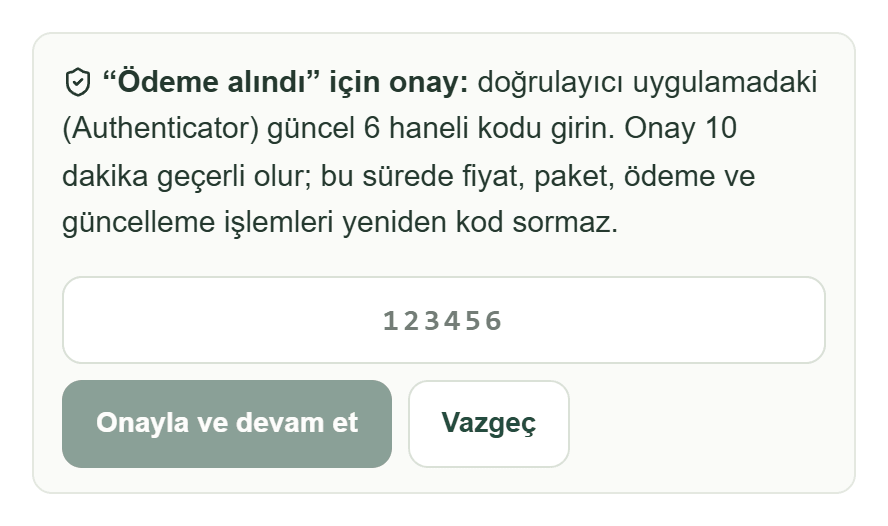 “Ödeme alındı” için onay: doğrulayıcı uygulamadaki
(Authenticator) güncel 6 haneli kodu girin. Onay 10
dakika geçerli olur; bu sürede fiyat, paket, ödeme ve
güncelleme işlemleri yeniden kod sormaz.
123456
Onayla ve devam et
Vazgeç